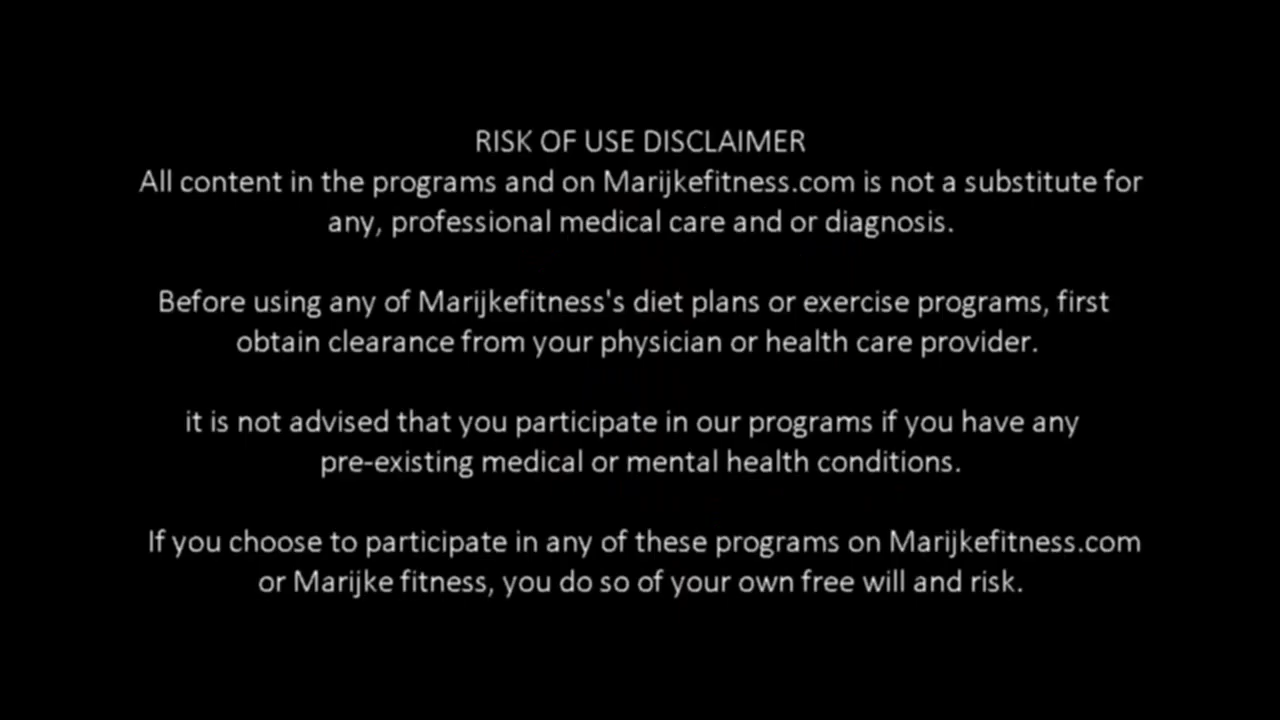 RISK OF USE DISCLAIMER
All content in the programs and on Marijkefitness.com is not a substitute for
any, professional medical care and or diagnosis.
Before using any of Marijkefitness's diet plans or exercise programs, first
obtain clearance from your physician or health care provider.
it is not advised that you participate in our programs if you have any
pre-existing medical or mental health conditions.
If you choose to participate in any of these programs on Marijkefitness.com
or Marijke fitness, you do so of your own free will and risk.